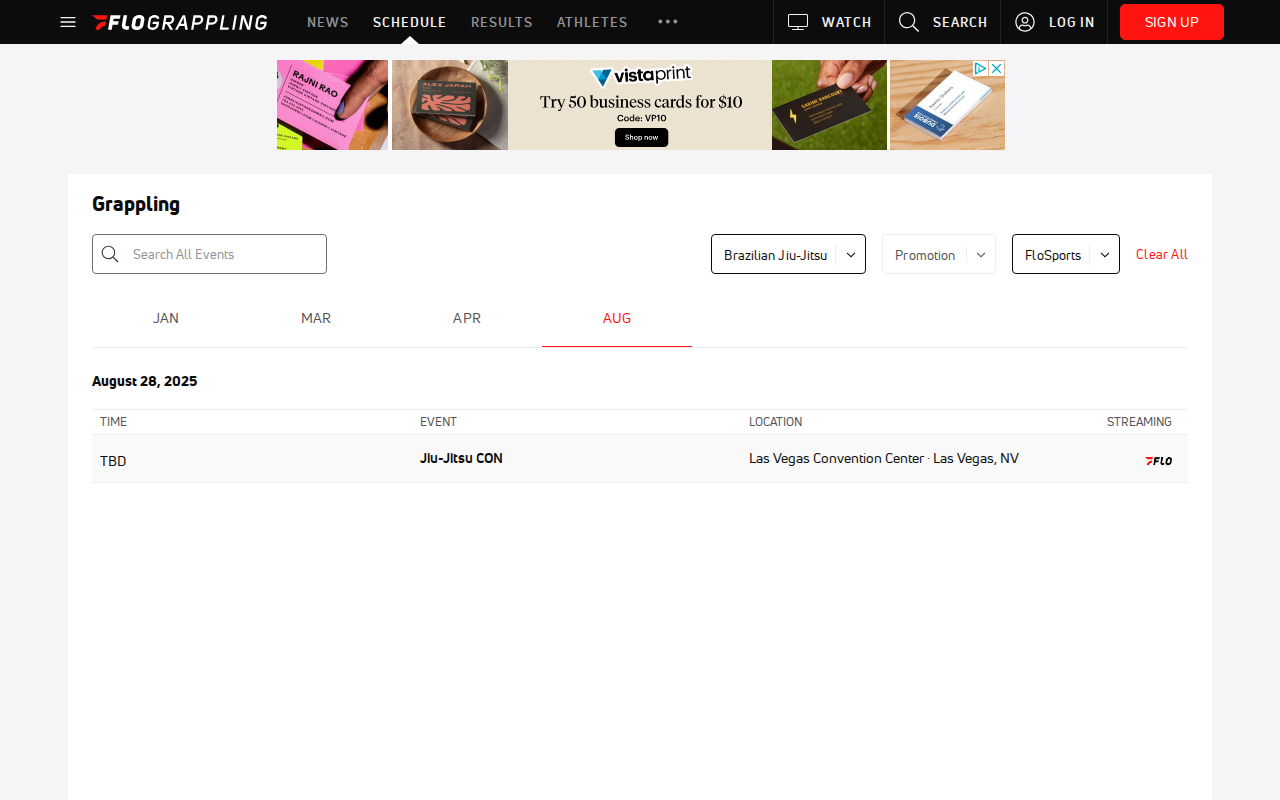 FLOGRAPPLING NEWS SCHEDULE RESULTS ATHLETES WATCH SEARCH LOG IN SIGN UP
RAJNI RAO
ALEX JARAH
vistaprint
Try 50 business cards for $10
Code: VP10
Shop now
Grappling
Search All Events Brazilian Jiu-Jitsu Promotion FloSports Clear All
JAN MAR APR AUG
August 28, 2025
TIME EVENT LOCATION STREAMING
TBD Jiu-Jitsu CON Las Vegas Convention Center · Las Vegas, NV FLO